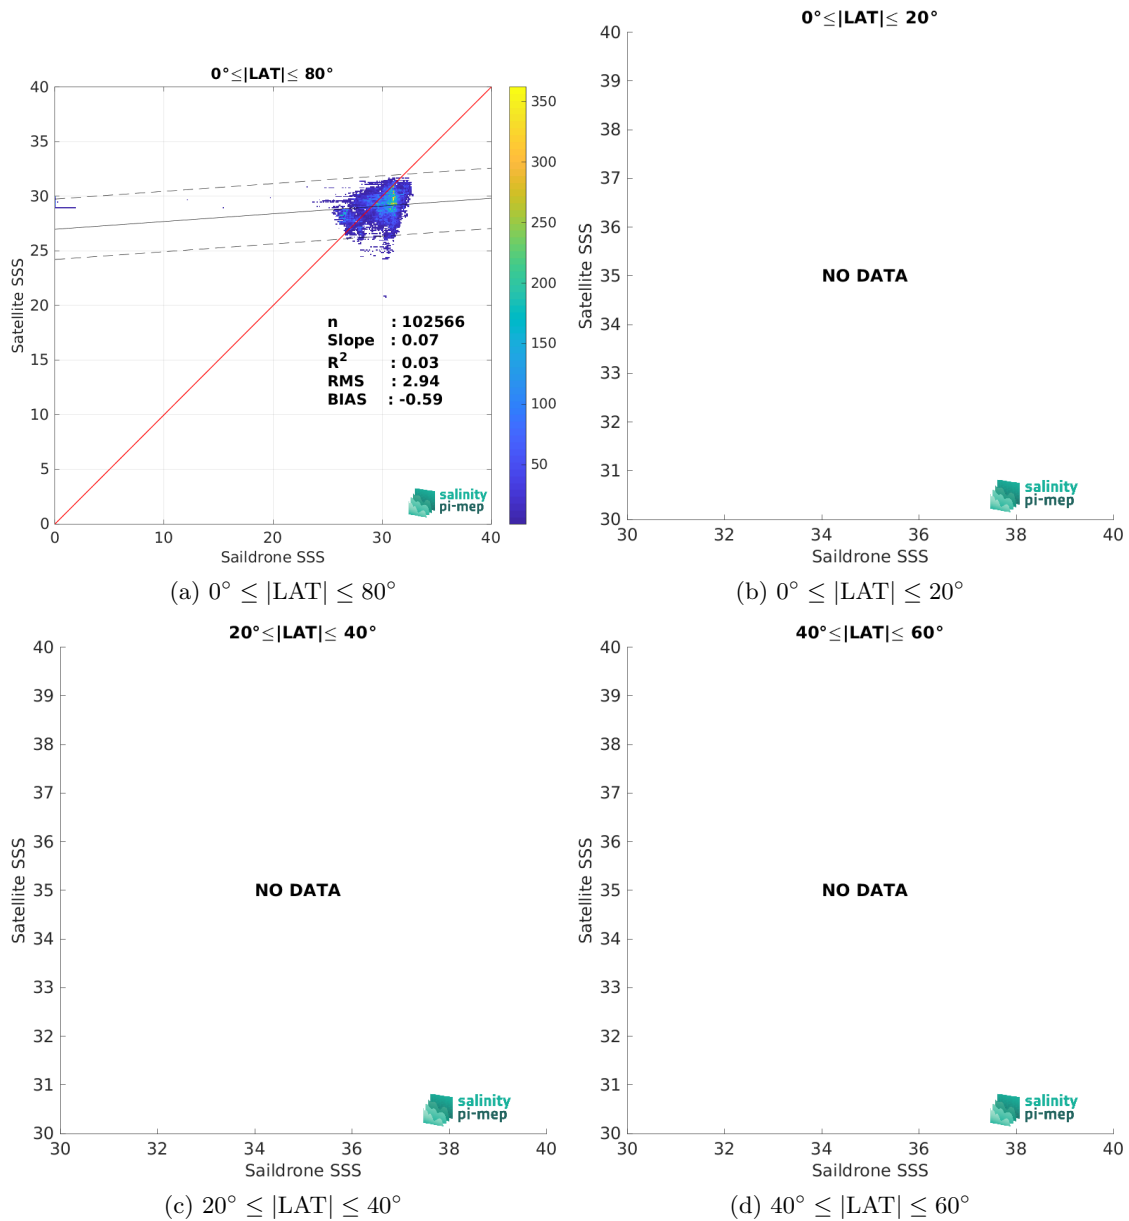 0°≤|LAT|≤ 80°
40
35
30
25
20
15
10
5
0
Satellite SSS
0
10
20
30
40
Saildrone SSS
n : 102566
Slope : 0.07
R² : 0.03
RMS : 2.94
BIAS : -0.59
salinity
pi-mep
350
300
250
200
150
100
50
(a) 0° ≤ |LAT| ≤ 80°
0°≤|LAT|≤ 20°
40
39
38
37
36
35
34
33
32
31
30
Satellite SSS
NO DATA
salinity
pi-mep
30
32
34
36
38
40
Saildrone SSS
(b) 0° ≤ |LAT| ≤ 20°
20°≤|LAT|≤ 40°
40
39
38
37
36
35
34
33
32
31
30
Satellite SSS
NO DATA
salinity
pi-mep
30
32
34
36
38
40
Saildrone SSS
(c) 20° ≤ |LAT| ≤ 40°
40°≤|LAT|≤ 60°
40
39
38
37
36
35
34
33
32
31
30
Satellite SSS
NO DATA
salinity
pi-mep
30
32
34
36
38
40
Saildrone SSS
(d) 40° ≤ |LAT| ≤ 60°